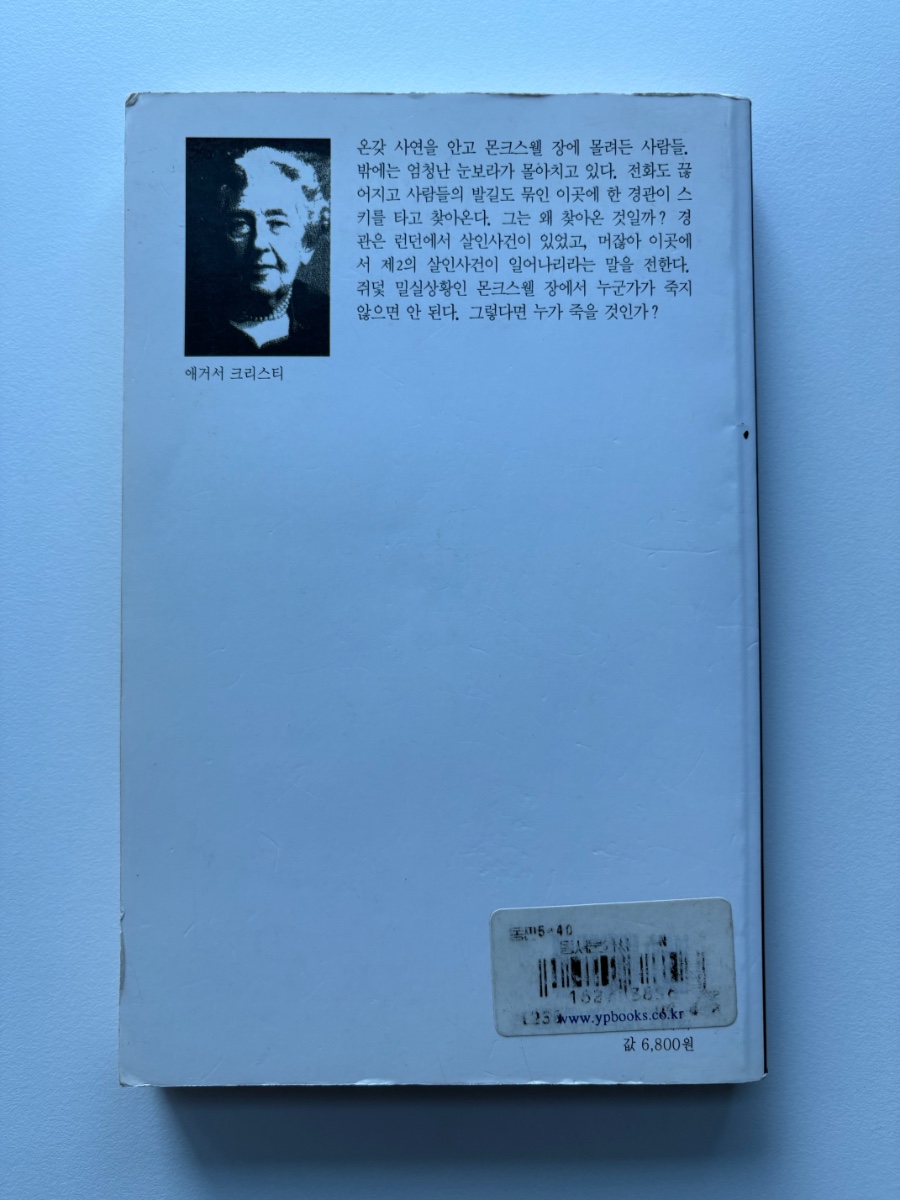 온갖 사연을 안고 몬크스웰 장에 몰려든 사람들.
밖에는 엄청난 눈보라가 몰아치고 있다. 전화도 끊
어지고 사람들의 발길도 묶인 이곳에 한 경관이 스
키를 타고 찾아온다. 그는 왜 찾아온 것일까? 경
관은 런던에서 살인사건이 있었고, 머잖아 이곳에
서 제2의 살인사건이 일어나리라는 말을 전한다.
쥐덫 밀실상황인 몬크스웰 장에서 누군가가 죽지
않으면 안 된다. 그렇다면 누가 죽을 것인가?
애거서 크리스티
www.ypbooks.co.kr
값 6,800원